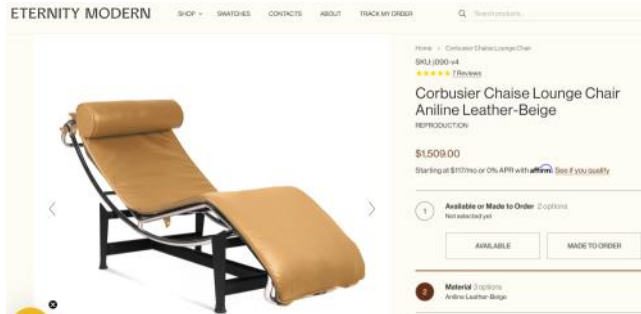 ETERNITY MODERN
SHOP SWATCHES CONTACTS ABOUT TRACK MY ORDER Search products...
Home > Corbusier Chaise Lounge Chair
SKU: j090-v4
7 Reviews
Corbusier Chaise Lounge Chair
Aniline Leather-Beige
REPRODUCTION
$1,509.00
Starting at $117/mo or 0% APR with affirm. See if you qualify
1 Available or Made to Order 2 options
Not selected yet
AVAILABLE MADE TO ORDER
2 Material 3 options
Aniline Leather-Beige